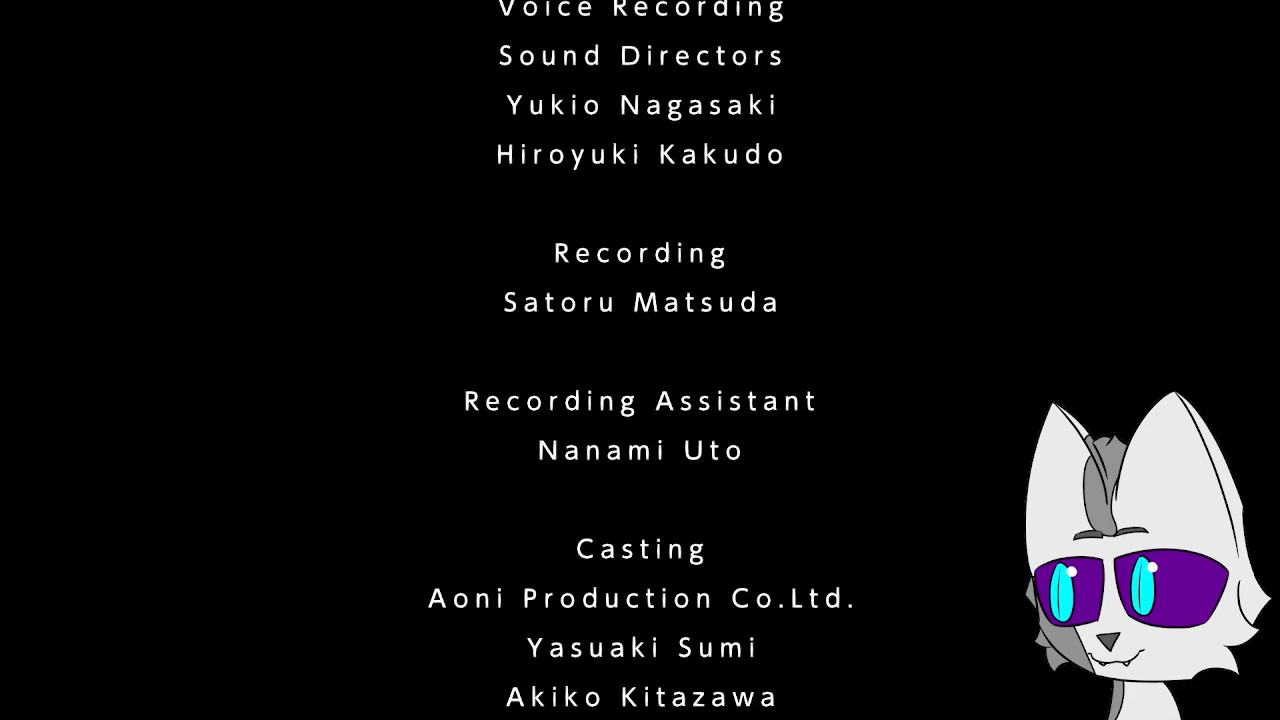 Voice Recording
Sound Directors
Yukio Nagasaki
Hiroyuki Kakudo
Recording
Satoru Matsuda
Recording Assistant
Nanami Uto
Casting
Aoni Production Co.Ltd.
Yasuaki Sumi
Akiko Kitazawa